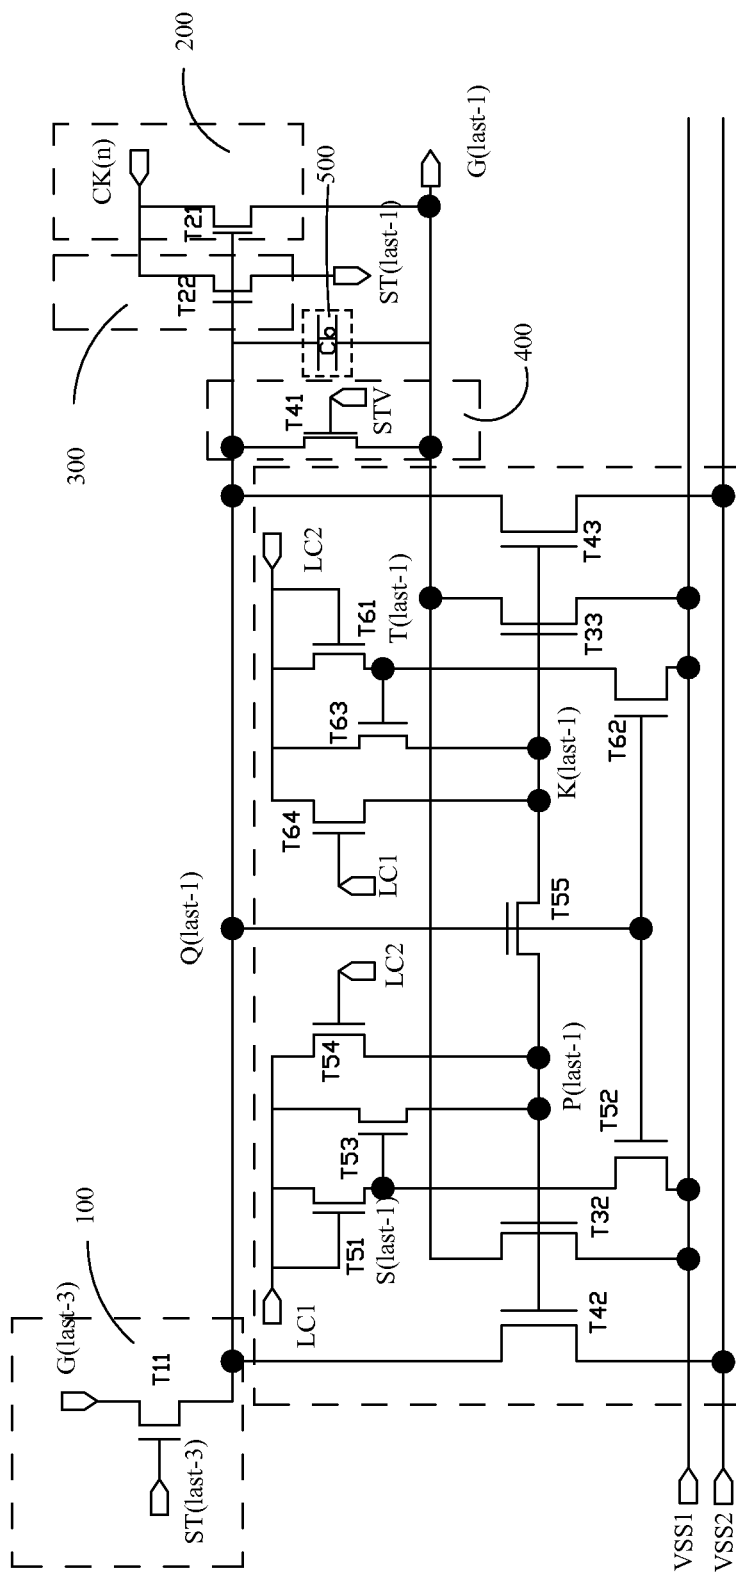 200
CK(n)
T21
G(last-1)
500
T22
ST(last-1)
300
Cb
400
T41
STV
LC2
T61
T(last-1)
T43
T33
T63
K(last-1)
T62
T64
LC1
Q(last-1)
T55
LC2
T54
P(last-1)
T53
T52
T51
S(last-1)
T32
LC1
T42
100
G(last-3)
T11
ST(last-3)
VSS1
VSS2